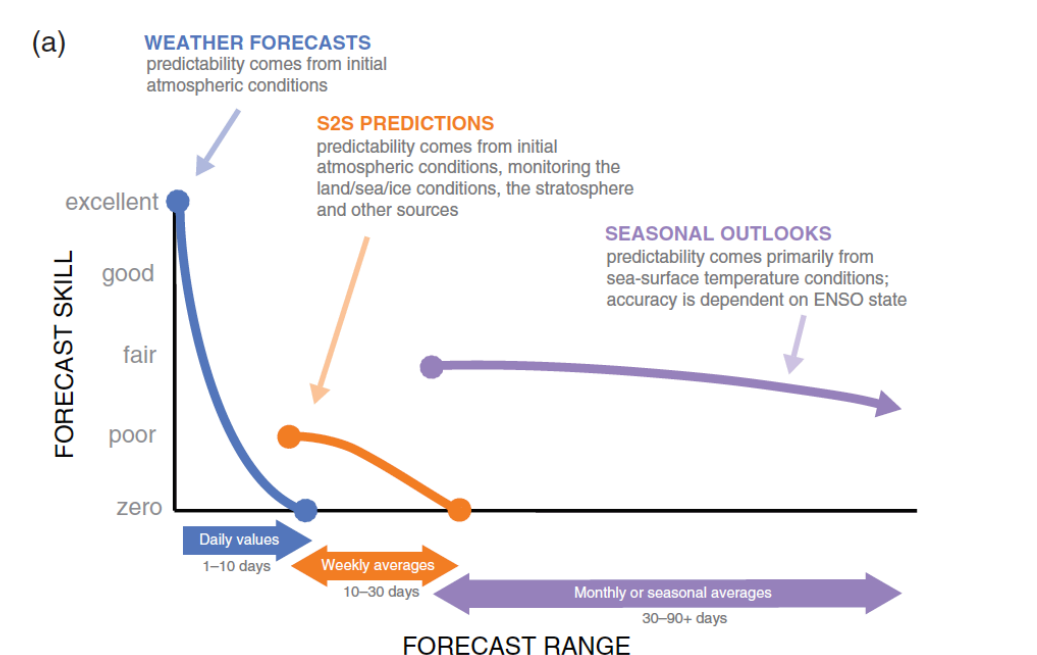 (a)
WEATHER FORECASTS
predictability comes from initial
atmospheric conditions
S2S PREDICTIONS
predictability comes from initial
atmospheric conditions, monitoring the
land/sea/ice conditions, the stratosphere
and other sources
SEASONAL OUTLOOKS
predictability comes primarily from
sea-surface temperature conditions;
accuracy is dependent on ENSO state
FORECAST SKILL
excellent
good
fair
poor
zero
Daily values
1–10 days
Weekly averages
10–30 days
Monthly or seasonal averages
30–90+ days
FORECAST RANGE